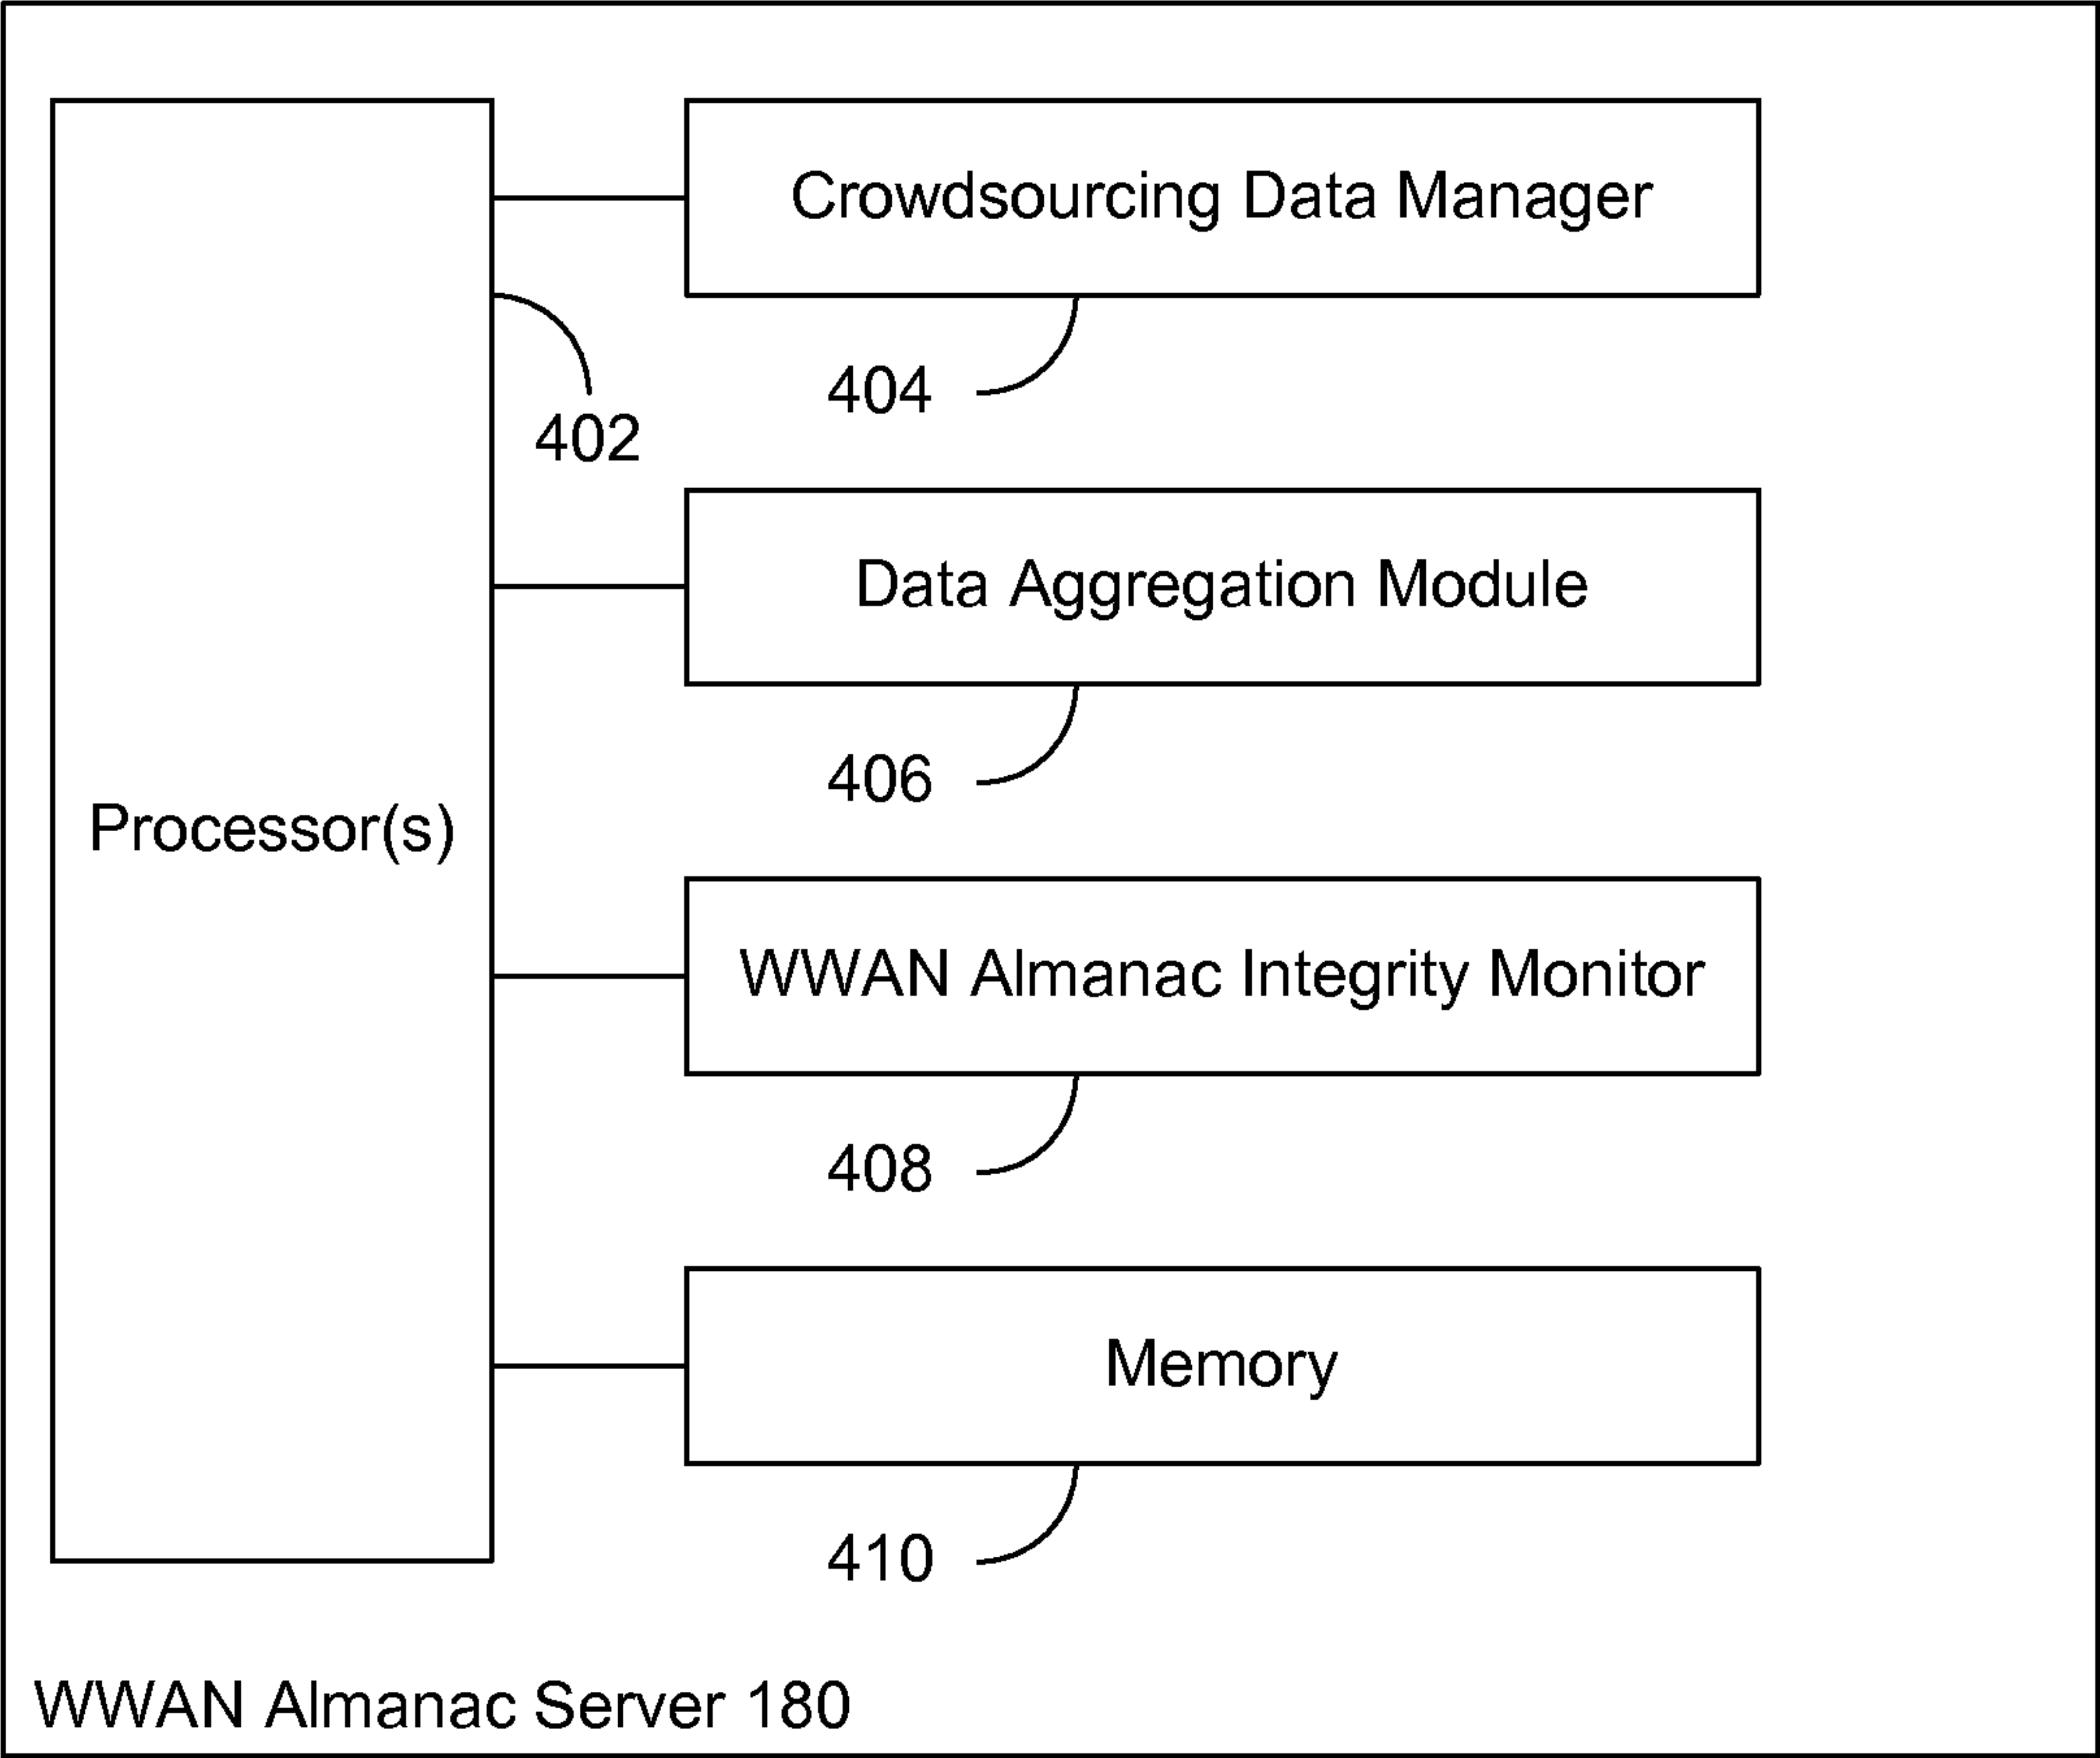 Crowdsourcing Data Manager
404
402
Data Aggregation Module
406
Processor(s)
WWAN Almanac Integrity Monitor
408
Memory
410
WWAN Almanac Server 180